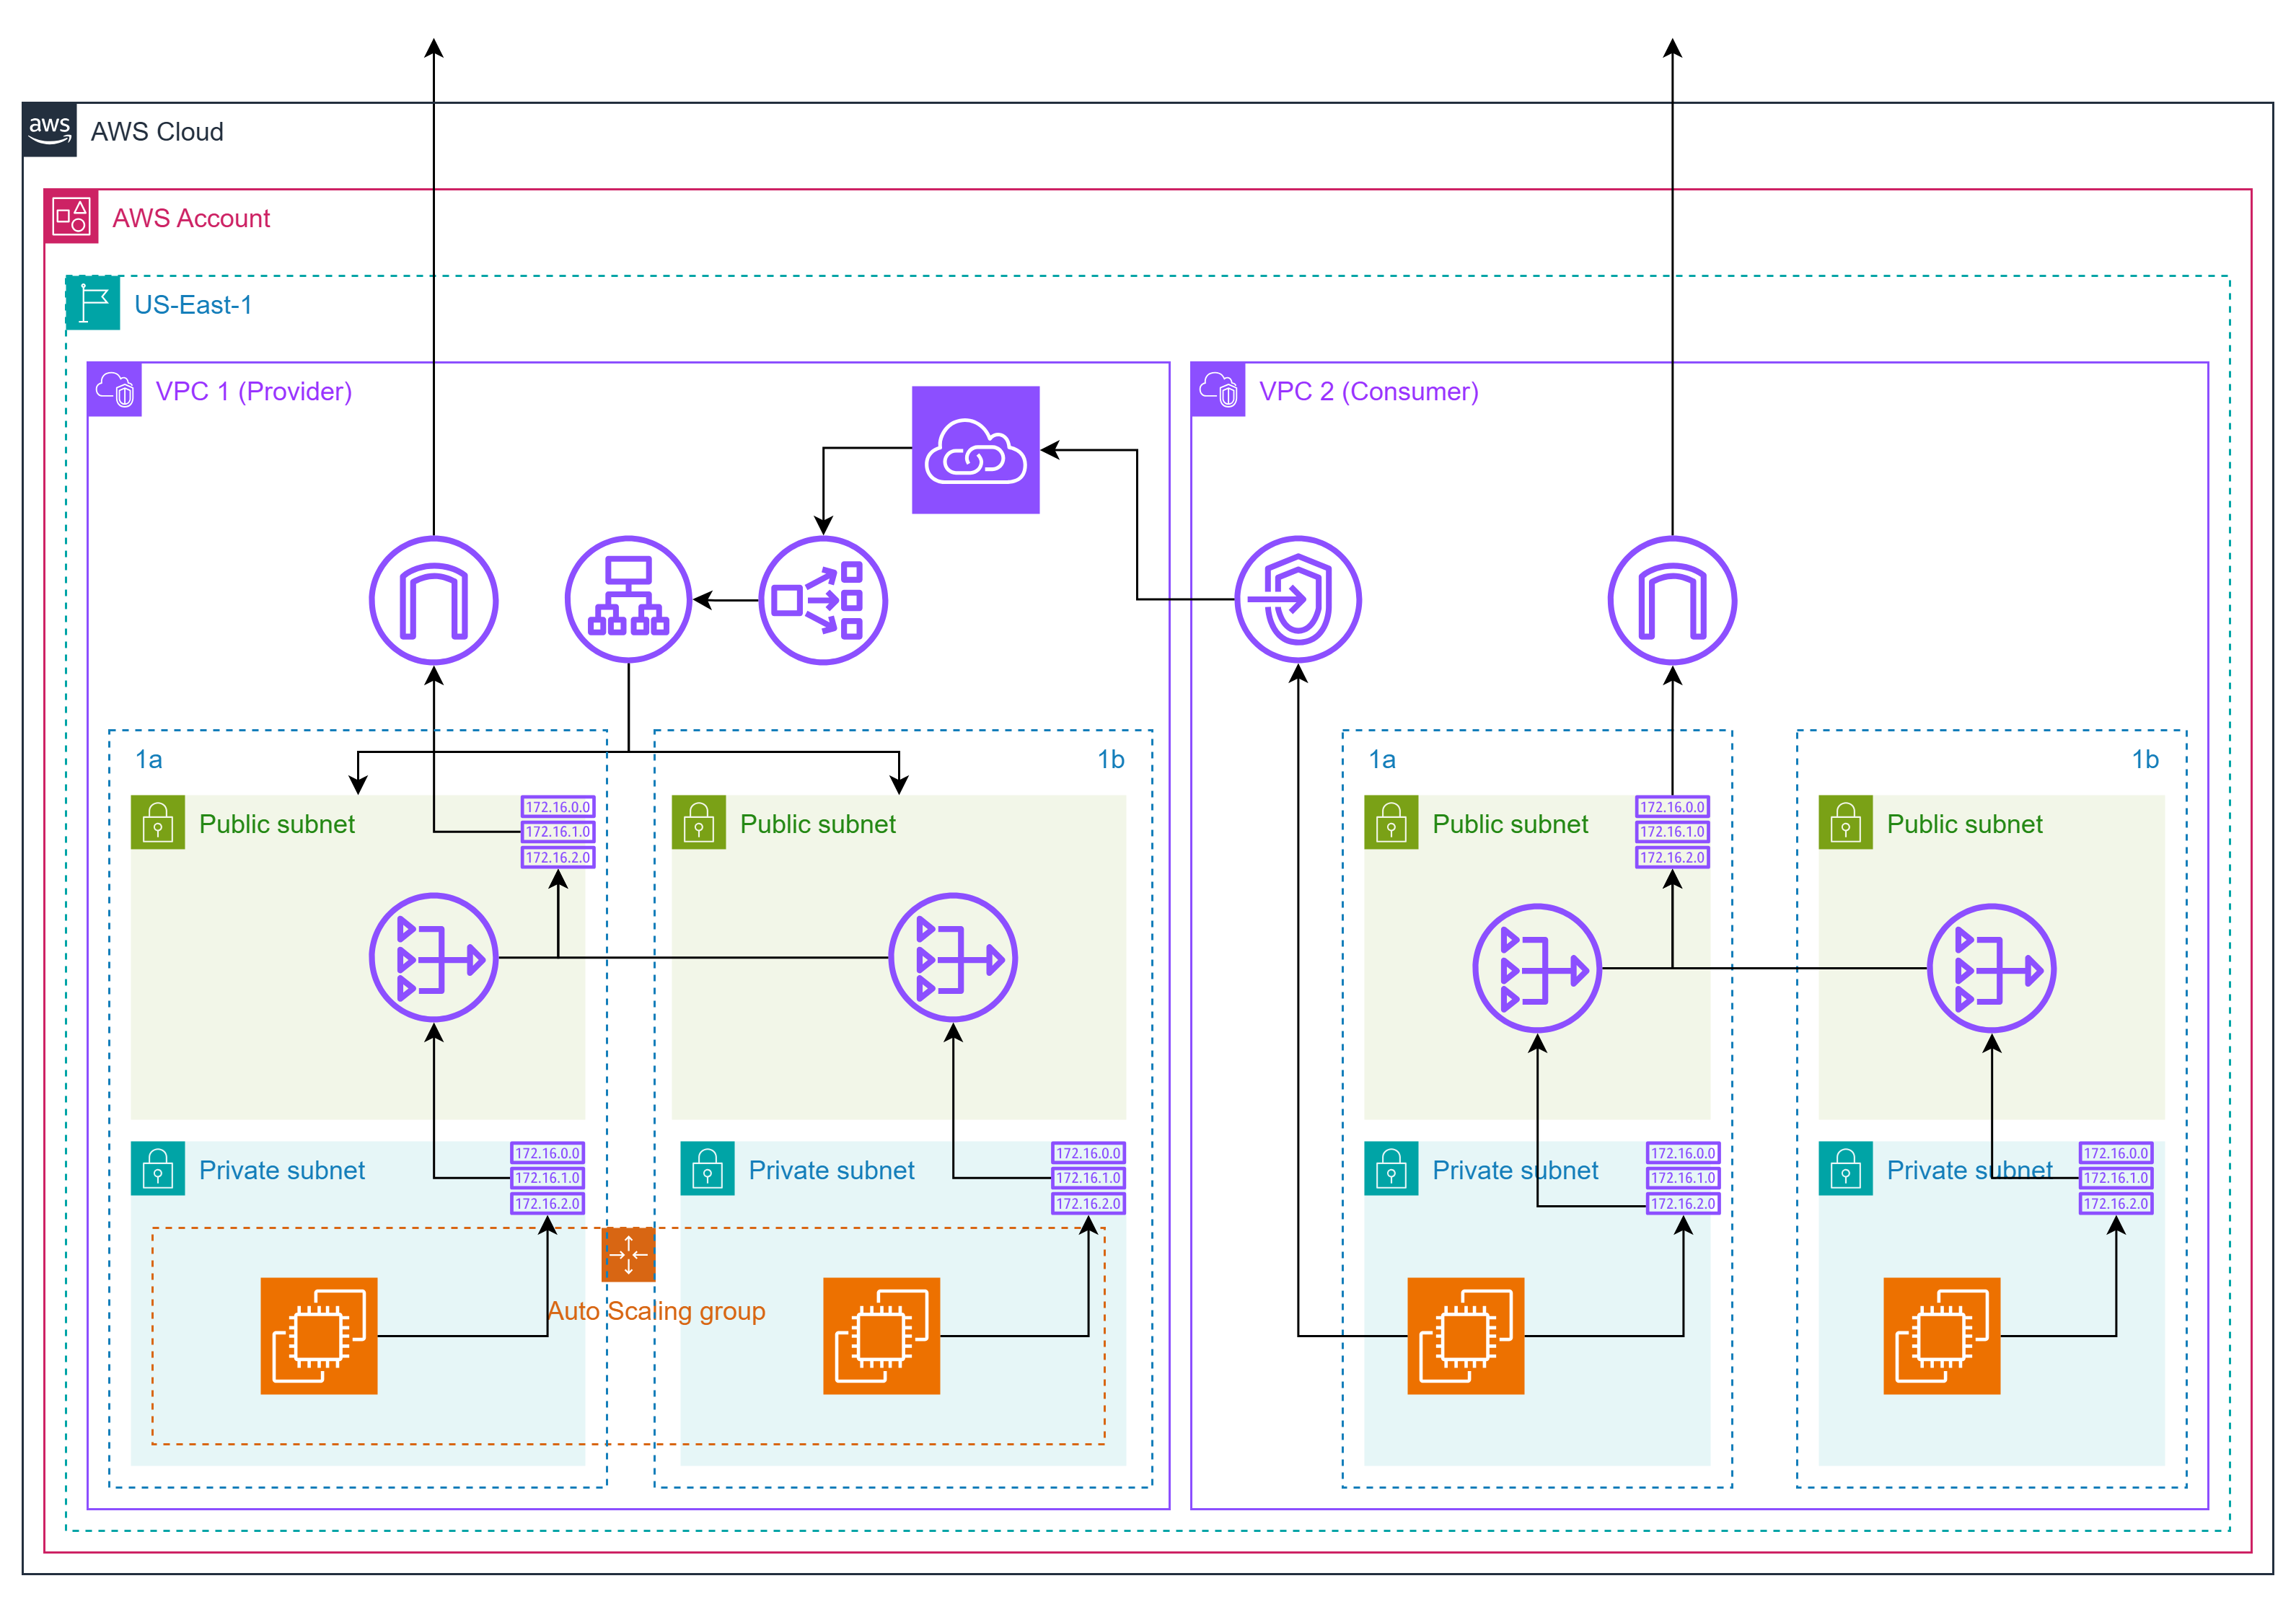 aws
AWS Cloud
AWS Account
US-East-1
VPC 1 (Provider)
VPC 2 (Consumer)
1a
1b
1a
1b
Public subnet
172.16.0.0
172.16.1.0
172.16.2.0
Public subnet
Public subnet
172.16.0.0
172.16.1.0
172.16.2.0
Public subnet
Private subnet
172.16.0.0
172.16.1.0
172.16.2.0
Private subnet
172.16.0.0
172.16.1.0
172.16.2.0
Private subnet
172.16.0.0
172.16.1.0
172.16.2.0
Private subnet
172.16.0.0
172.16.1.0
172.16.2.0
Auto Scaling group